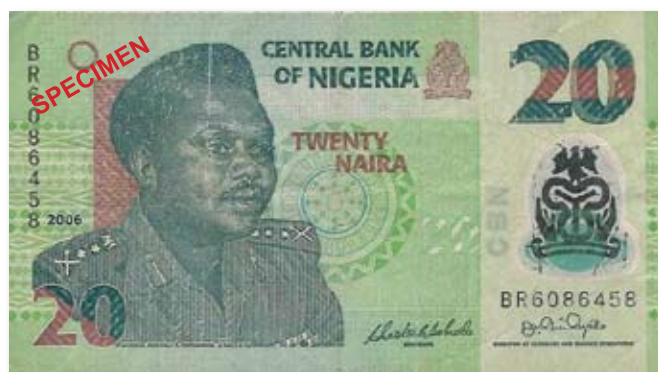 SPECIMEN
BR6086458
2006
CENTRAL BANK
OF NIGERIA
TWENTY
NAIRA
20
20
CBN
BR6086458